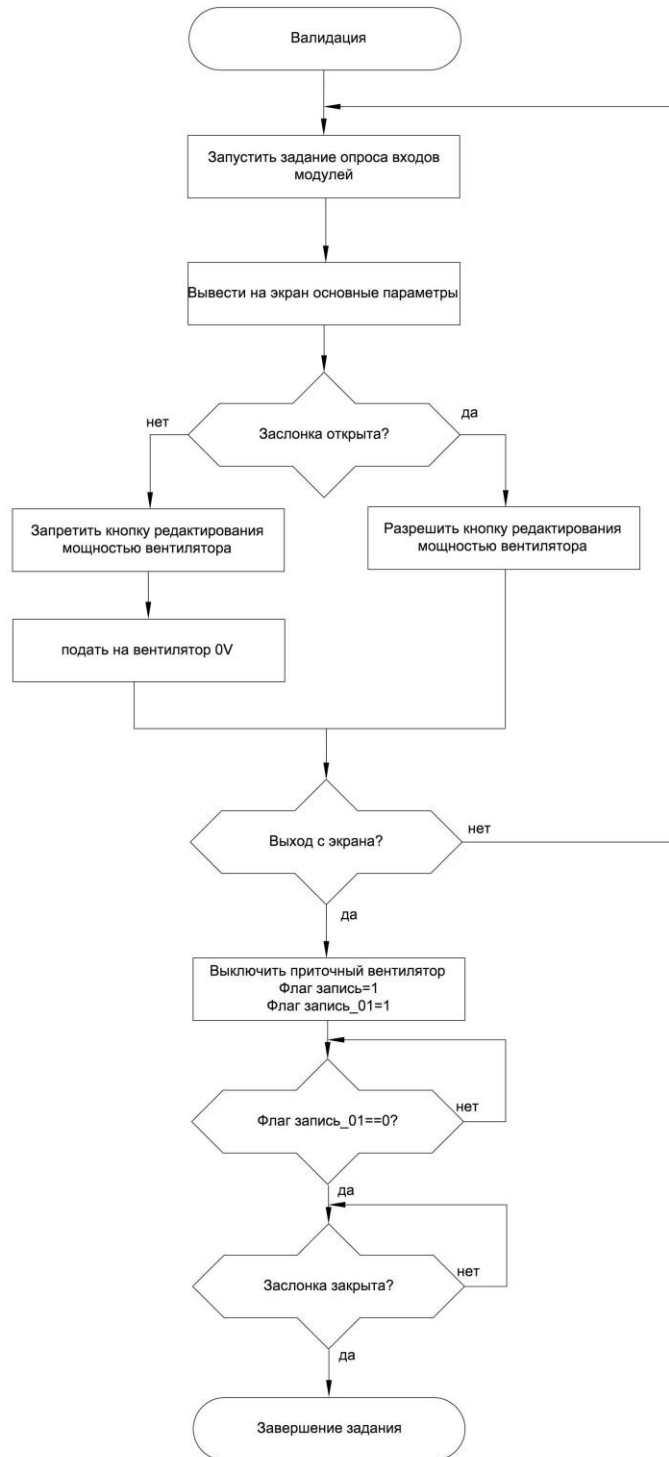 Валидация
Запустить задание опроса входов
модулей
Вывести на экран основные параметры
нет
да
Заслонка открыта?
Запретить кнопку редактирования
мощностью вентилятора
Разрешить кнопку редактирования
мощностью вентилятора
подать на вентилятор 0V
Выход с экрана?
нет
да
Выключить приточный вентилятор
Флаг запись=1
Флаг запись_01=1
Флаг запись_01==0?
нет
да
Заслонка закрыта?
нет
да
Завершение задания